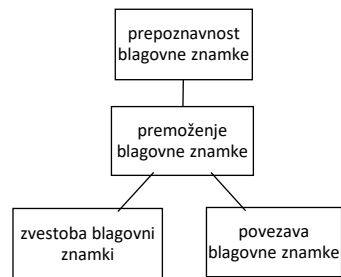 prepoznavnost
blagovne znamke
premoženje
blagovne znamke
zvestoba blagovni
znamki
povezava
blagovne znamke